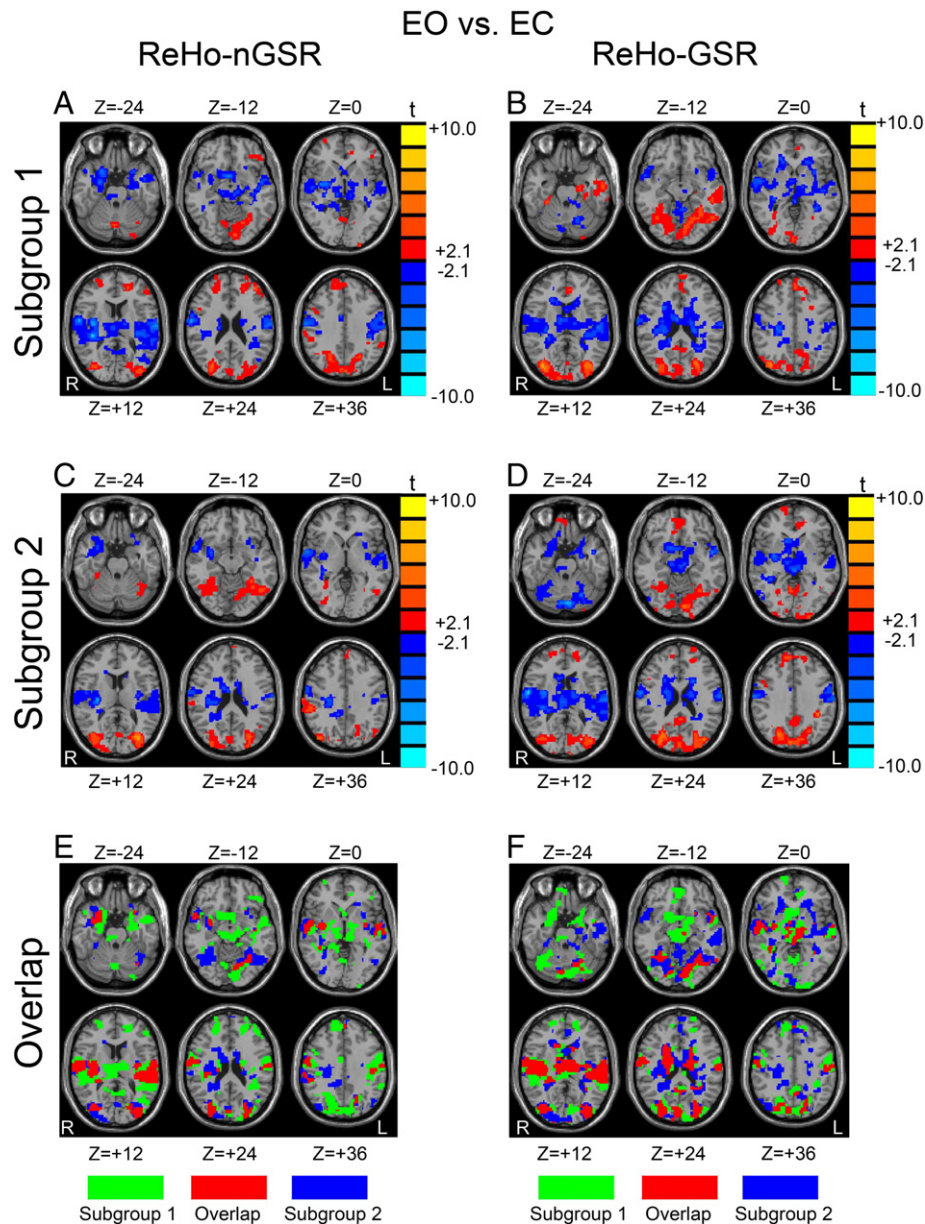 EO vs. EC
ReHo-nGSR ReHo-GSR
Subgroup 1
A Z=-24 Z=-12 Z=0 t
+10.0
+2.1
-2.1
-10.0
R L
Z=+12 Z=+24 Z=+36
B Z=-24 Z=-12 Z=0 t
+10.0
+2.1
-2.1
-10.0
R L
Z=+12 Z=+24 Z=+36
Subgroup 2
C Z=-24 Z=-12 Z=0 t
+10.0
+2.1
-2.1
-10.0
R L
Z=+12 Z=+24 Z=+36
D Z=-24 Z=-12 Z=0 t
+10.0
+2.1
-2.1
-10.0
R L
Z=+12 Z=+24 Z=+36
Overlap
E Z=-24 Z=-12 Z=0
R L
Z=+12 Z=+24 Z=+36
Subgroup 1 Overlap Subgroup 2
F Z=-24 Z=-12 Z=0
R L
Z=+12 Z=+24 Z=+36
Subgroup 1 Overlap Subgroup 2